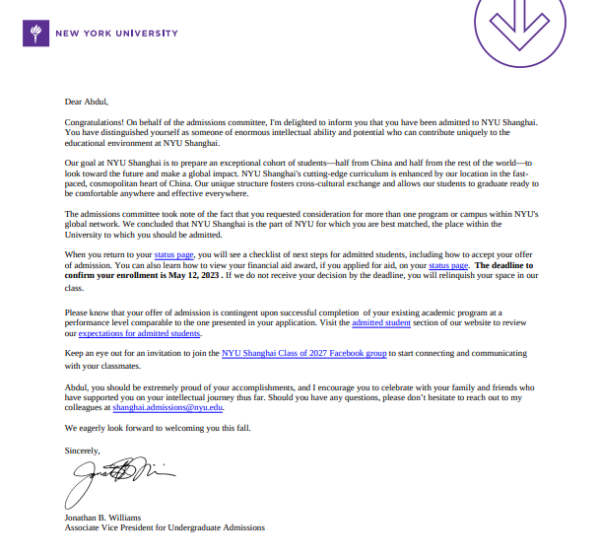 NEW YORK UNIVERSITY
Dear Abdul,
Congratulations! On behalf of the admissions committee, I'm delighted to inform you that you have been admitted to NYU Shanghai.
You have distinguished yourself as someone of enormous intellectual ability and potential who can contribute uniquely to the
educational environment at NYU Shanghai.
Our goal at NYU Shanghai is to prepare an exceptional cohort of students—half from China and half from the rest of the world—to
look toward the future and make a global impact. NYU Shanghai's cutting-edge curriculum is enhanced by our location in the fast-
paced, cosmopolitan heart of China. Our unique structure fosters cross-cultural exchange and allows our students to graduate ready to
be comfortable anywhere and effective everywhere.
The admissions committee took note of the fact that you requested consideration for more than one program or campus within NYU's
global network. We concluded that NYU Shanghai is the part of NYU for which you are best matched, the place within the
University to which you should be admitted.
When you return to your status page, you will see a checklist of next steps for admitted students, including how to accept your offer
of admission. You can also learn how to view your financial aid award, if you applied for aid, on your status page. The deadline to
confirm your enrollment is May 12, 2023 . If we do not receive your decision by the deadline, you will relinquish your space in our
class.
Please know that your offer of admission is contingent upon successful completion of your existing academic program at a
performance level comparable to the one presented in your application. Visit the admitted student section of our website to review
our expectations for admitted students.
Keep an eye out for an invitation to join the NYU Shanghai Class of 2027 Facebook group to start connecting and communicating
with your classmates.
Abdul, you should be extremely proud of your accomplishments, and I encourage you to celebrate with your family and friends who
have supported you on your intellectual journey thus far. Should you have any questions, please don't hesitate to reach out to my
colleagues at shanghai.admissions@nyu.edu.
We eagerly look forward to welcoming you this fall.
Sincerely,
Jonathan B. Williams
Associate Vice President for Undergraduate Admissions